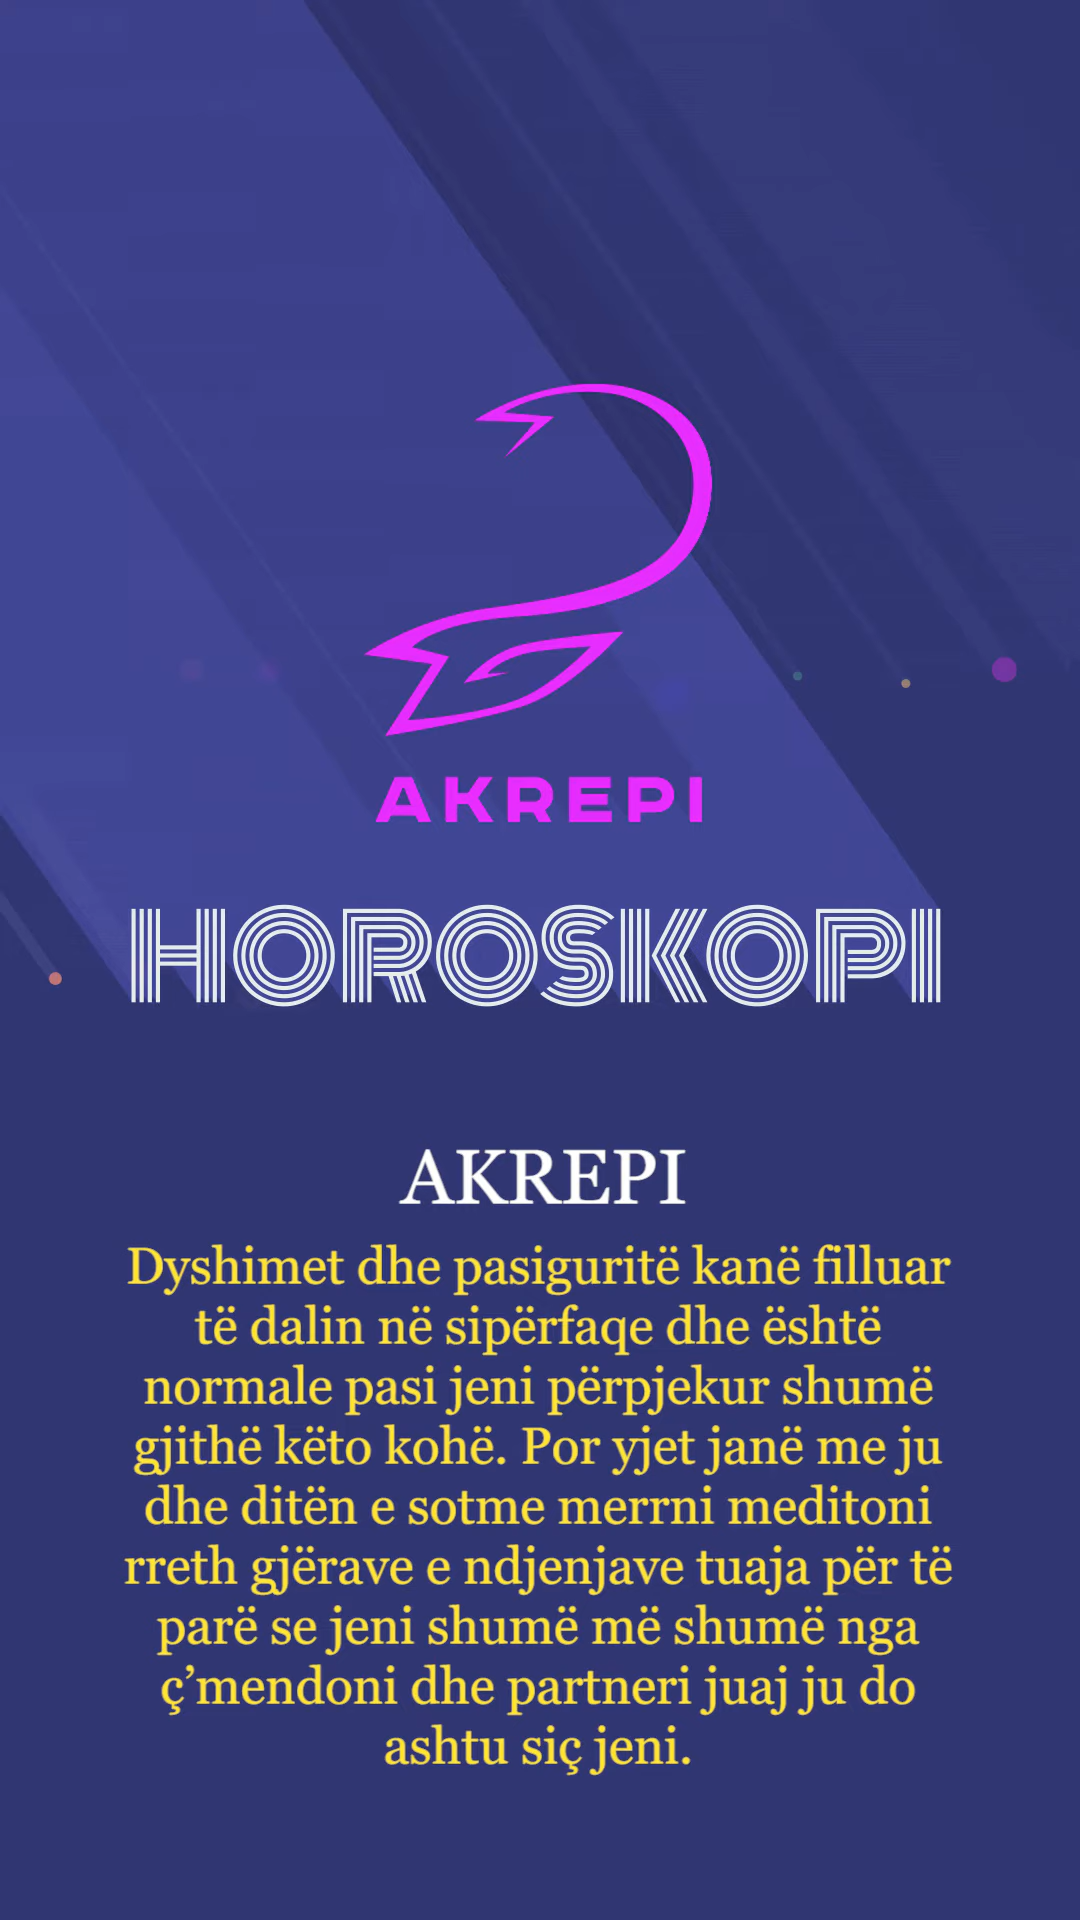 AKREPI
HOROSKOPI
AKREPI
Dyshimet dhe pasiguritë kanë filluar
të dalin në sipërfaqe dhe është
normale pasi jeni përpjekur shumë
gjithë këto kohë. Por yjet janë me ju
dhe ditën e sotme merrni meditoni
rreth gjërave e ndjenjave tuaja për të
parë se jeni shumë më shumë nga
ç’mendoni dhe partneri juaj ju do
ashtu siç jeni.